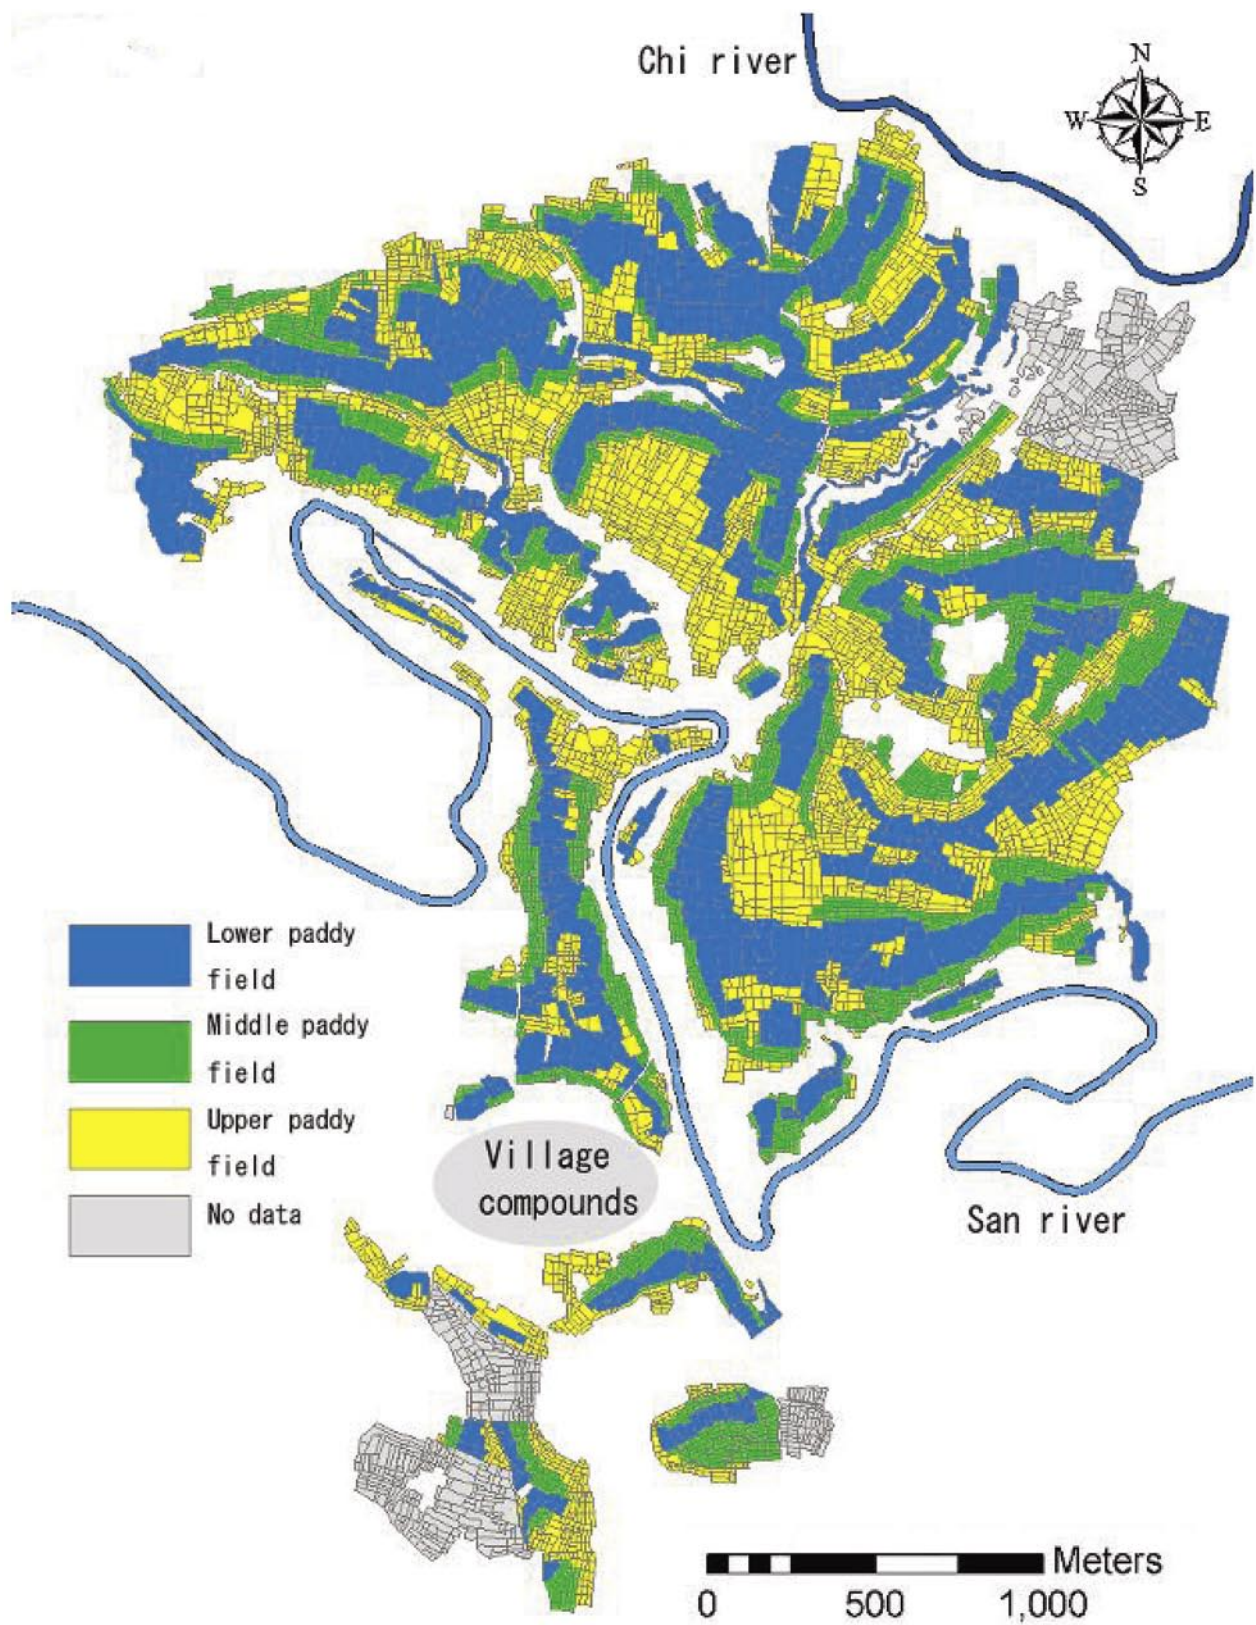 Chi river
N
W E
S
Lower paddy
field
Middle paddy
field
Upper paddy
field
No data
Village
compounds
San river
Meters
0 500 1,000